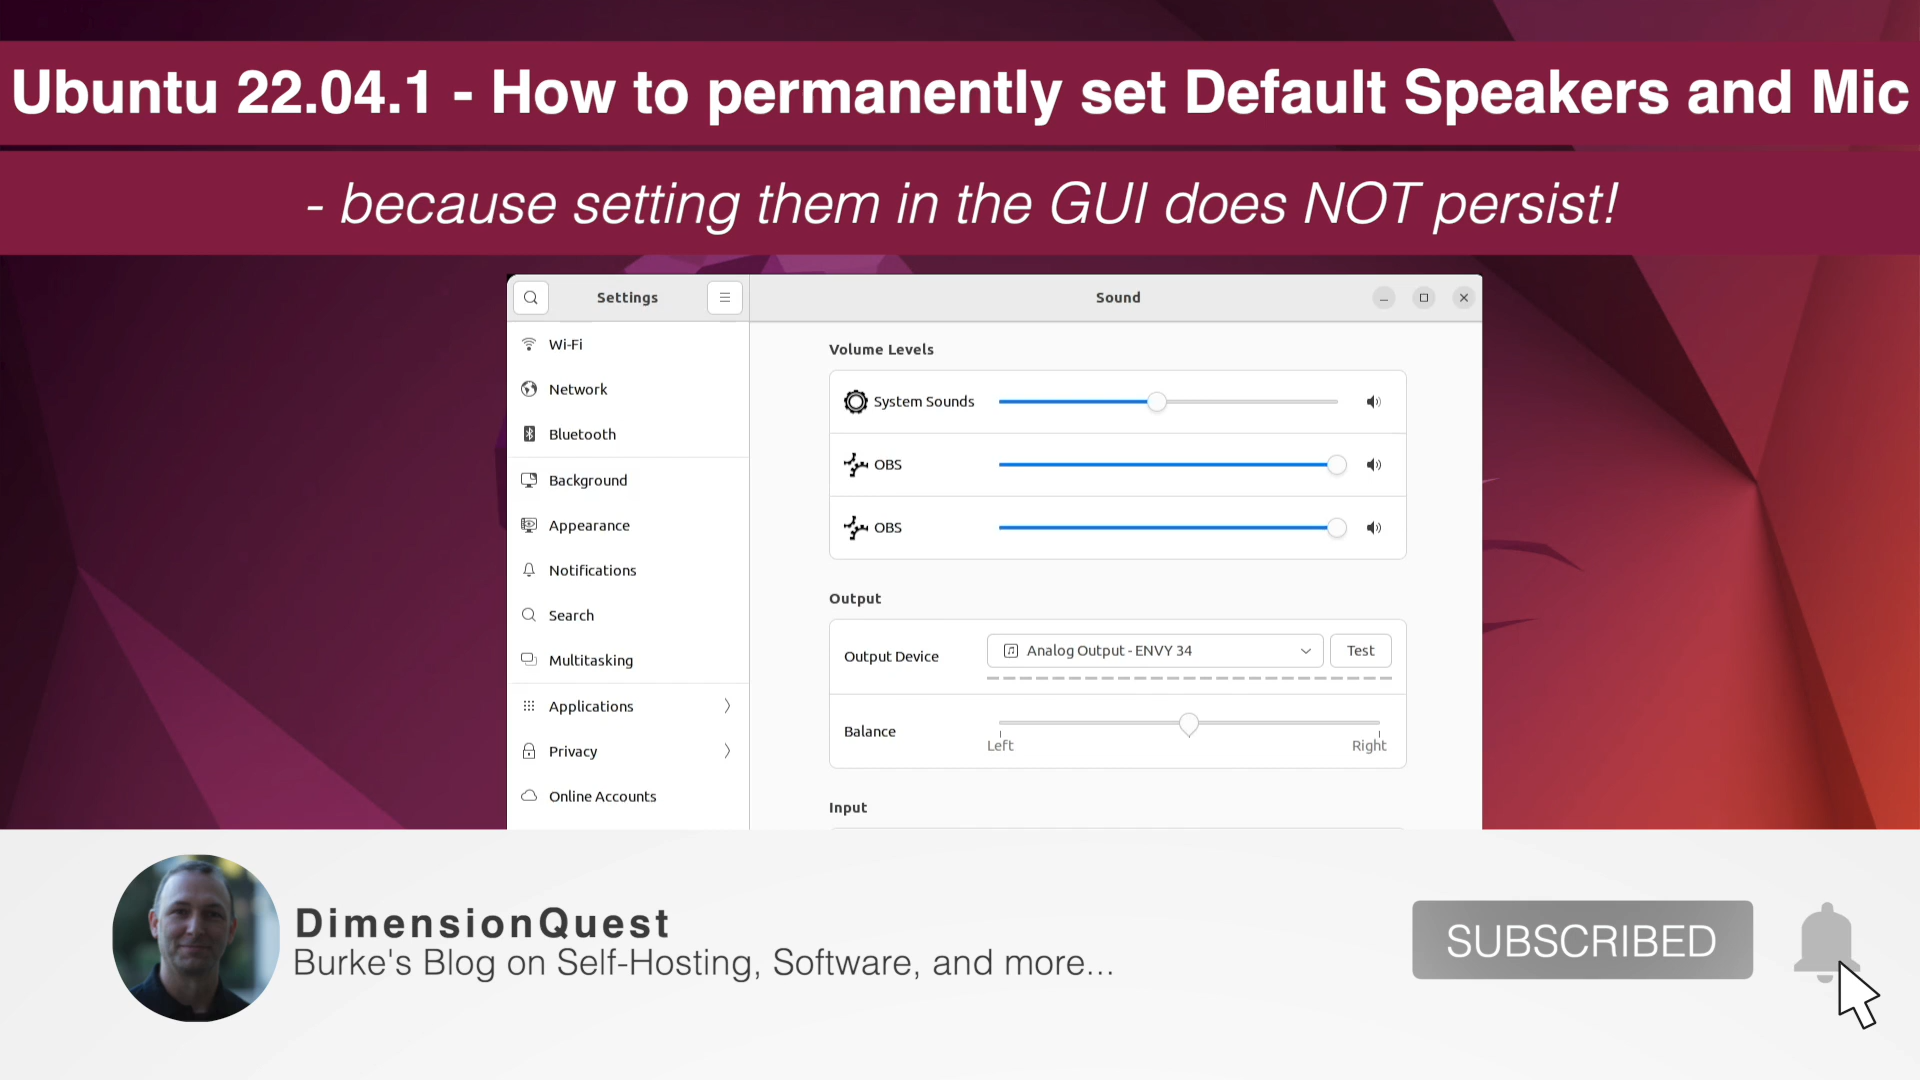 Ubuntu 22.04.1 - How to permanently set Default Speakers and Mic
- because setting them in the GUI does NOT persist!
Settings
Sound
Wi-Fi
Network
Bluetooth
Background
Appearance
Notifications
Search
Multitasking
Applications
Privacy
Online Accounts
Volume Levels
System Sounds
OBS
OBS
Output
Output Device
Analog Output - ENVY 34
Test
Balance
Left
Right
Input
DimensionQuest
Burke's Blog on Self-Hosting, Software, and more...
SUBSCRIBED